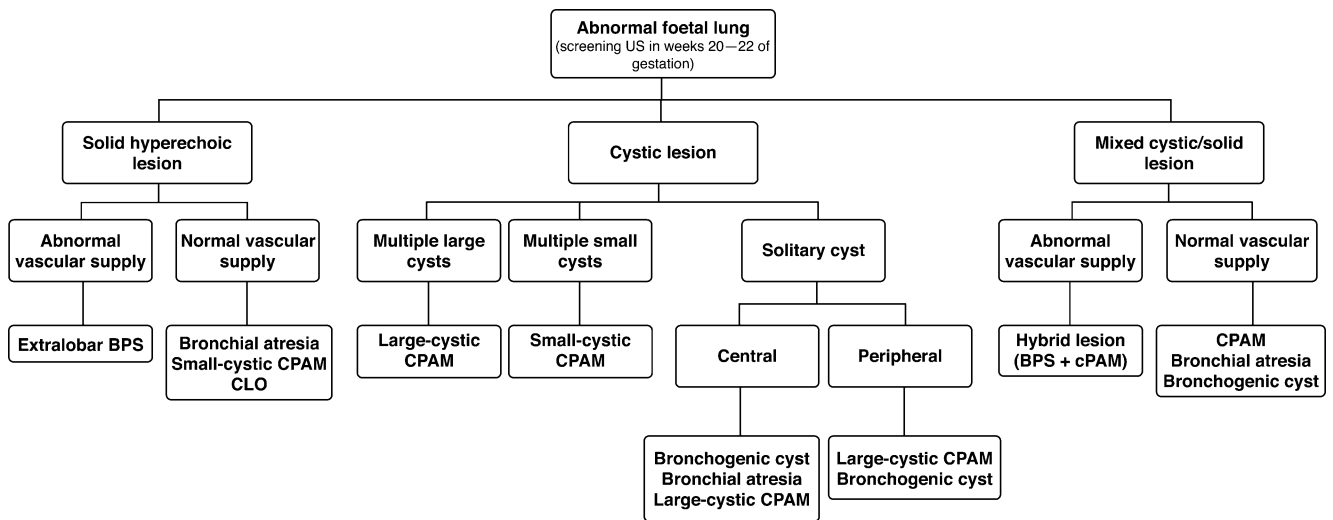 Abnormal foetal lung
(screening US in weeks 20—22 of
gestation)
Solid hyperechoic
lesion
Cystic lesion
Mixed cystic/solid
lesion
Abnormal
vascular supply
Normal vascular
supply
Multiple large
cysts
Multiple small
cysts
Solitary cyst
Abnormal
vascular supply
Normal vascular
supply
Extralobar BPS
Bronchial atresia
Small-cystic CPAM
CLO
Large-cystic
CPAM
Small-cystic
CPAM
Central
Peripheral
Hybrid lesion
(BPS + cPAM)
CPAM
Bronchial atresia
Bronchogenic cyst
Bronchogenic cyst
Bronchial atresia
Large-cystic CPAM
Large-cystic CPAM
Bronchogenic cyst